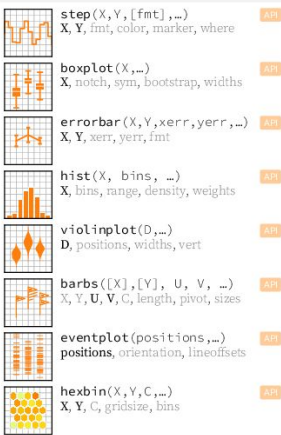 step(X,Y,[fmt],…) API
X, Y, fmt, color, marker, where
boxplot(X,…) API
X, notch, sym, bootstrap, widths
errorbar(X,Y,xerr,yerr,…) API
X, Y, xerr, yerr, fmt
hist(X, bins, …) API
X, bins, range, density, weights
violinplot(D,…) API
D, positions, widths, vert
barbs([X],[Y], U, V, …) API
X, Y, U, V, C, length, pivot, sizes
eventplot(positions,…) API
positions, orientation, lineoffsets
hexbin(X,Y,C,…) API
X, Y, C, gridsize, bins